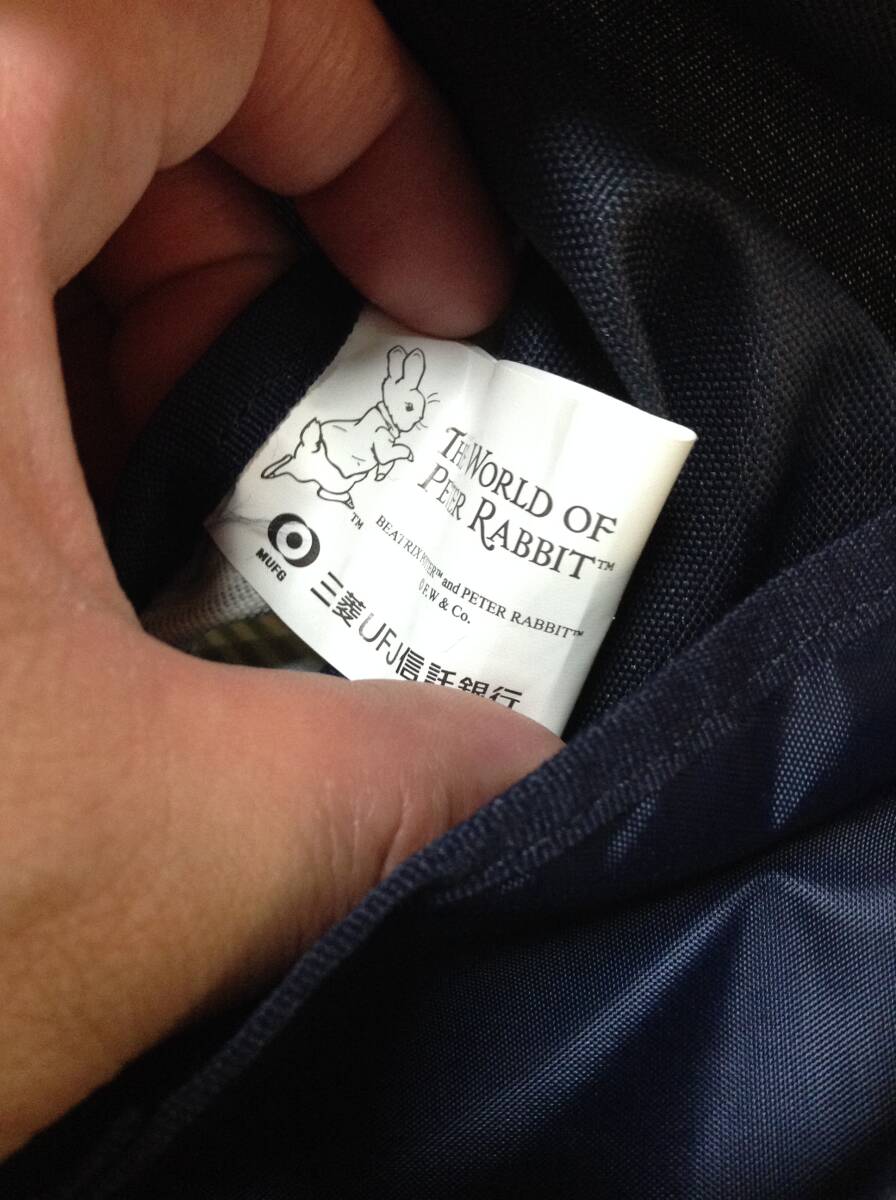 THE WORLD OF
PETER RABBIT™
TM
BEATRIX POTTER™ and PETER RABBIT™
©F.W & Co.
MUFG
三菱UFJ信託銀行